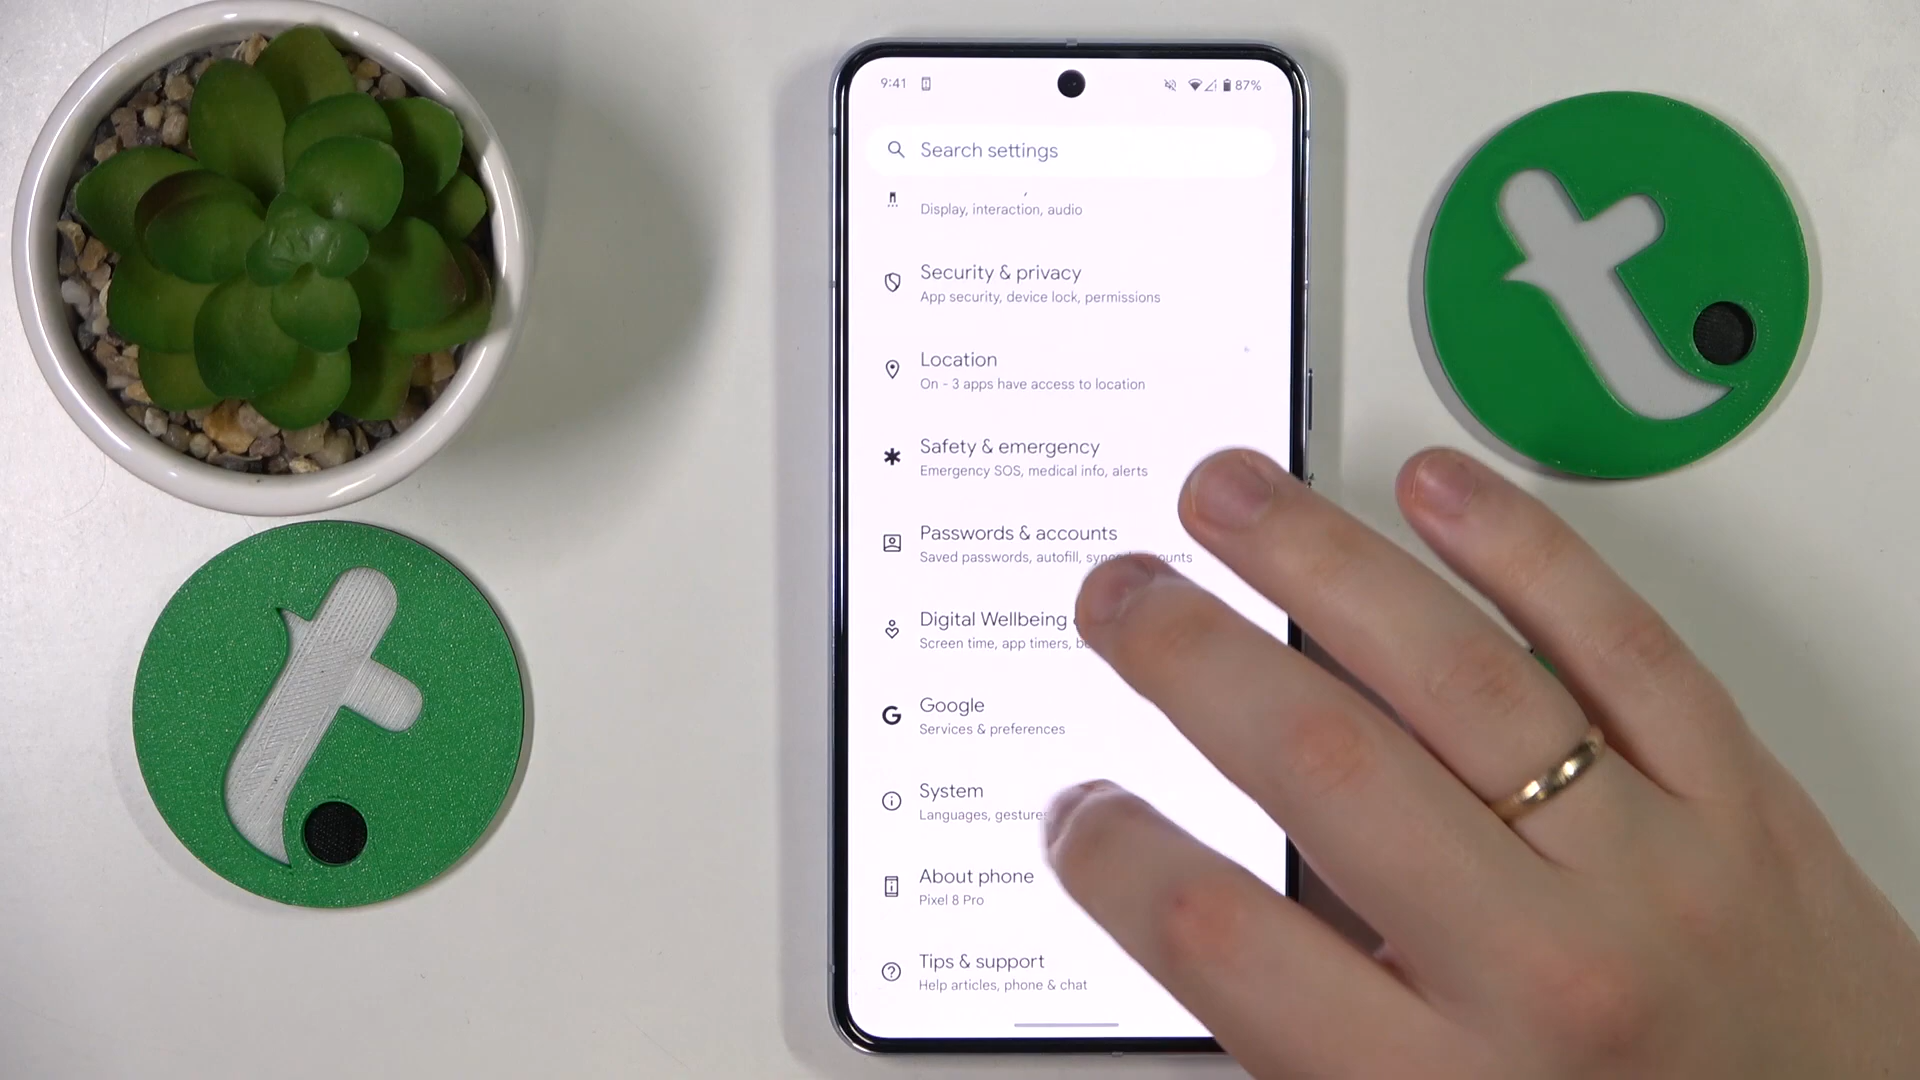 9:41
87%
Search settings
Display, interaction, audio
Security & privacy
App security, device lock, permissions
Location
On - 3 apps have access to location
Safety & emergency
Emergency SOS, medical info, alerts
Passwords & accounts
Saved passwords, autofill,
Digital Wellbeing
Screen time, app timers,
Google
Services & preferences
System
Languages, gestures
About phone
Pixel 8 Pro
Tips & support
Help articles, phone & chat
t.
t.